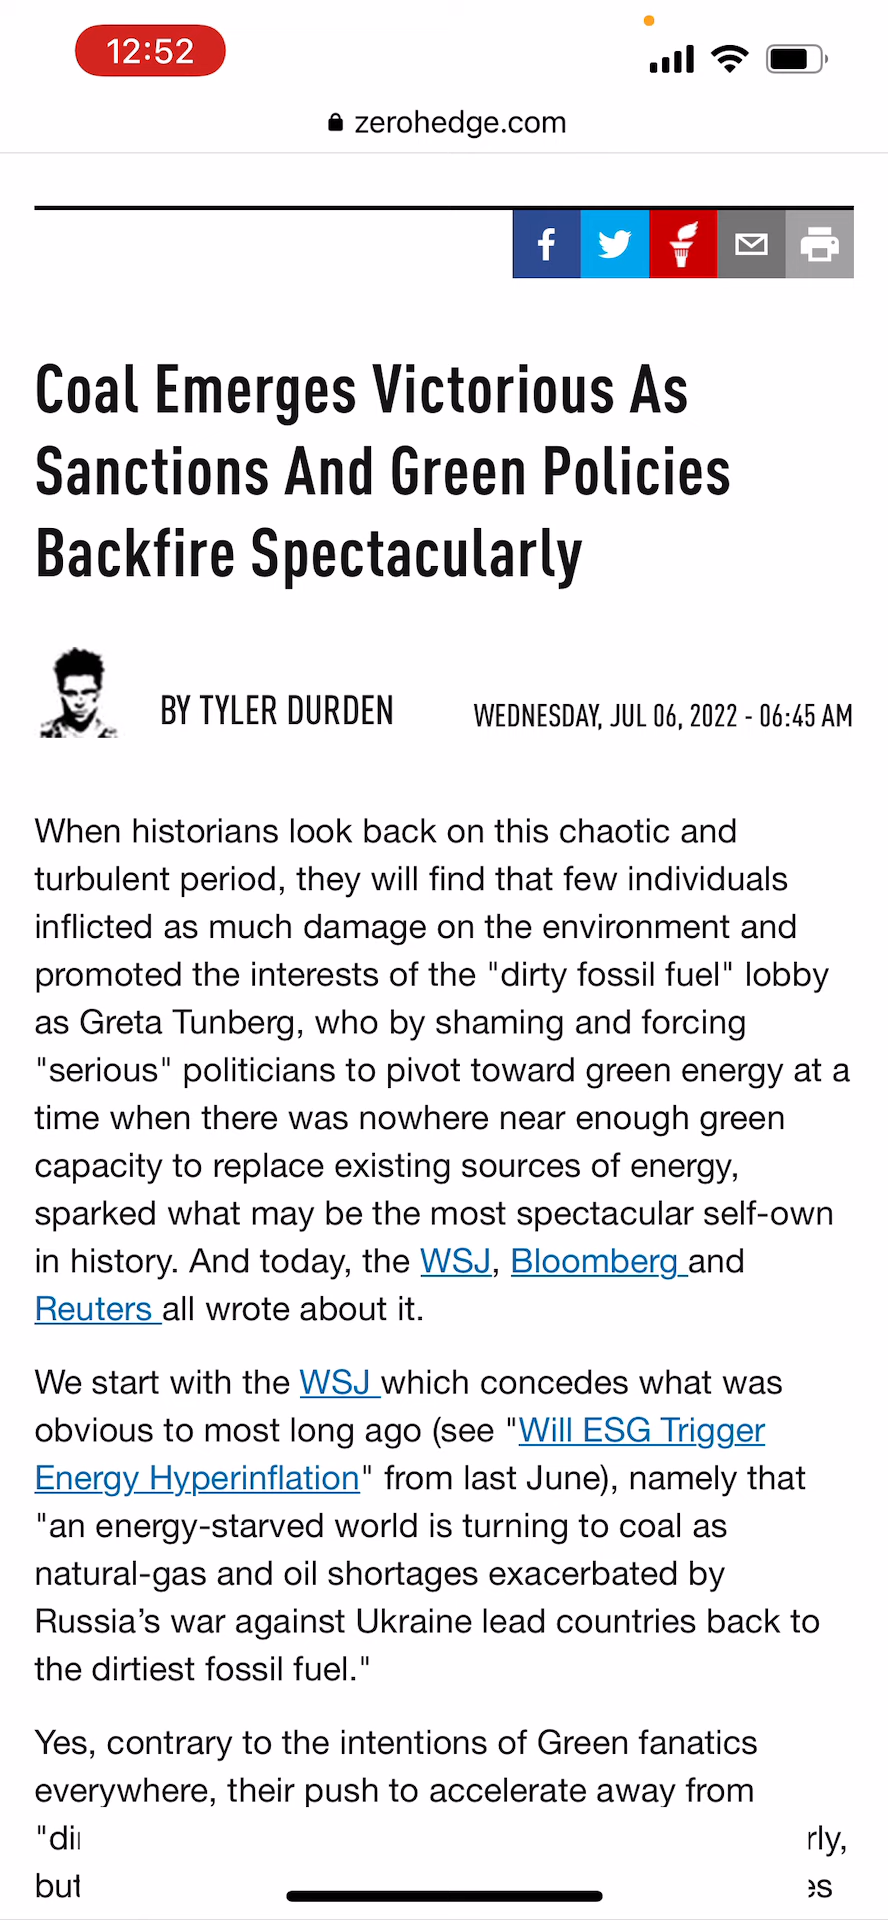 12:52
zerohedge.com
Coal Emerges Victorious As
Sanctions And Green Policies
Backfire Spectacularly
BY TYLER DURDEN
WEDNESDAY, JUL 06, 2022 - 06:45 AM
When historians look back on this chaotic and
turbulent period, they will find that few individuals
inflicted as much damage on the environment and
promoted the interests of the "dirty fossil fuel" lobby
as Greta Tunberg, who by shaming and forcing
"serious" politicians to pivot toward green energy at a
time when there was nowhere near enough green
capacity to replace existing sources of energy,
sparked what may be the most spectacular self-own
in history. And today, the WSJ, Bloomberg and
Reuters all wrote about it.
We start with the WSJ which concedes what was
obvious to most long ago (see "Will ESG Trigger
Energy Hyperinflation" from last June), namely that
"an energy-starved world is turning to coal as
natural-gas and oil shortages exacerbated by
Russia’s war against Ukraine lead countries back to
the dirtiest fossil fuel."
Yes, contrary to the intentions of Green fanatics
everywhere, their push to accelerate away from
but